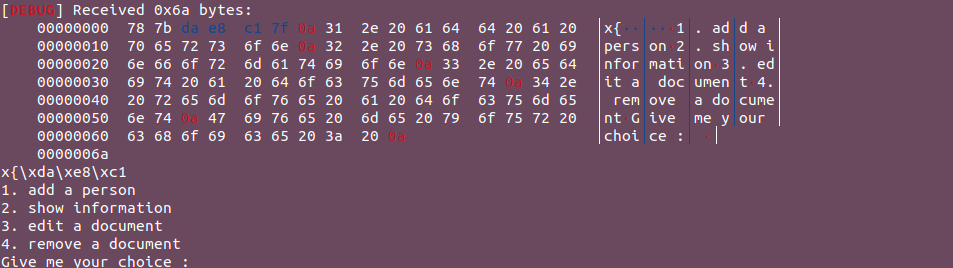 [DEBUG] Received 0x6a bytes:
    00000000  78 7b da e8  c1 7f 0a 31  2e 20 61 64  64 20 61 20  │x{··│···1│. ad│d a │
    00000010  70 65 72 73  6f 6e 0a 32  2e 20 73 68  6f 77 20 69  │pers│on·2│. sh│ow i│
    00000020  6e 66 6f 72  6d 61 74 69  6f 6e 0a 33  2e 20 65 64  │nfor│mati│on·3│. ed│
    00000030  69 74 20 61  20 64 6f 63  75 6d 65 6e  74 0a 34 2e  │it a│ doc│umen│t·4.│
    00000040  20 72 65 6d  6f 76 65 20  61 20 64 6f  63 75 6d 65  │ rem│ove │a do│cume│
    00000050  6e 74 0a 47  69 76 65 20  6d 65 20 79  6f 75 72 20  │nt·G│ive │me y│our │
    00000060  63 68 6f 69  63 65 20 3a  20 0a                     │choi│ce :│ ·│
    0000006a
x{\xda\xe8\xc1
1. add a person
2. show information
3. edit a document
4. remove a document
Give me your choice :